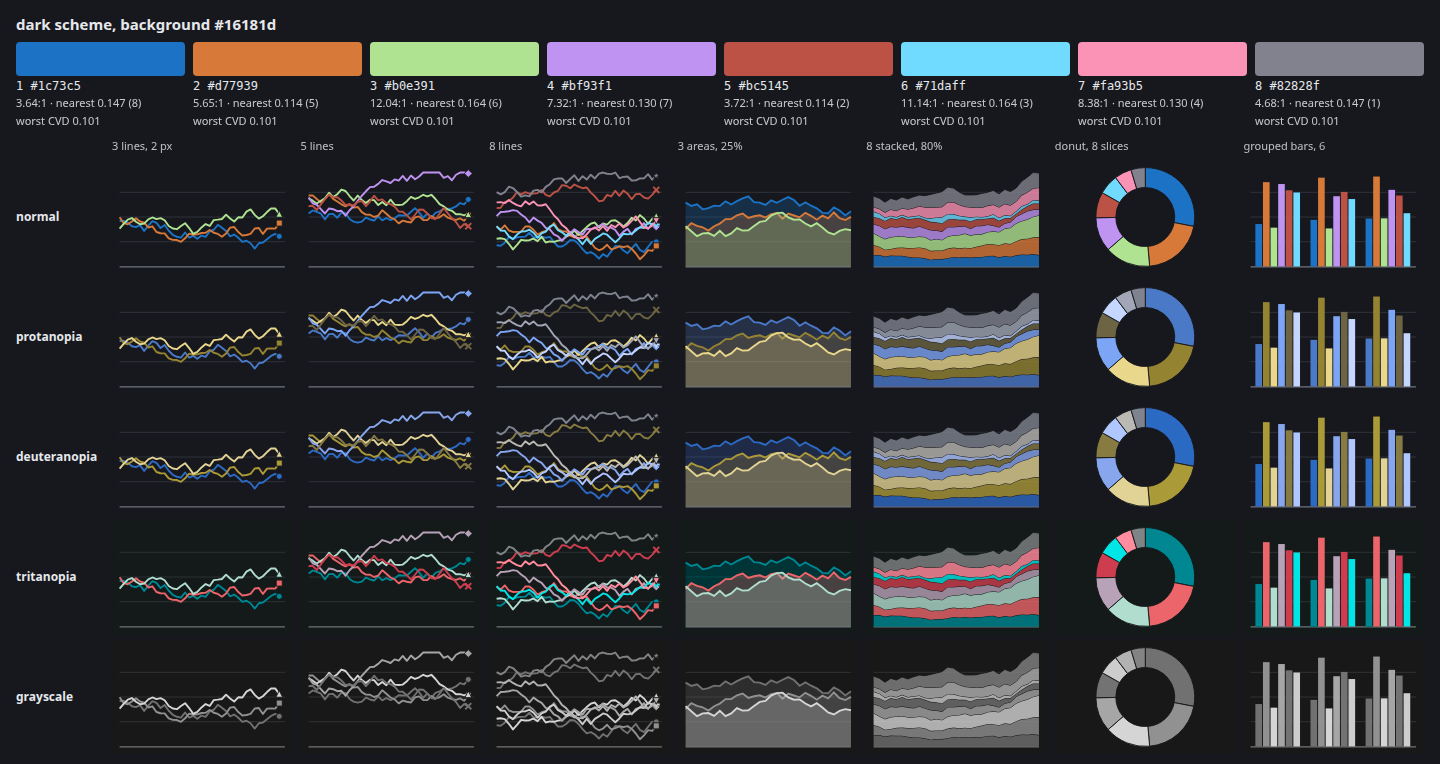 dark scheme, background #16181d
1 #1c73c5
3.64:1 · nearest 0.147 (8)
worst CVD 0.101
2 #d77939
5.65:1 · nearest 0.114 (5)
worst CVD 0.101
3 #b0e391
12.04:1 · nearest 0.164 (6)
worst CVD 0.101
4 #bf93f1
7.32:1 · nearest 0.130 (7)
worst CVD 0.101
5 #bc5145
3.72:1 · nearest 0.114 (2)
worst CVD 0.101
6 #71daff
11.14:1 · nearest 0.164 (3)
worst CVD 0.101
7 #fa93b5
8.38:1 · nearest 0.130 (4)
worst CVD 0.101
8 #82828f
4.68:1 · nearest 0.147 (1)
worst CVD 0.101
3 lines, 2 px
5 lines
8 lines
3 areas, 25%
8 stacked, 80%
donut, 8 slices
grouped bars, 6
normal
protanopia
deuteranopia
tritanopia
grayscale